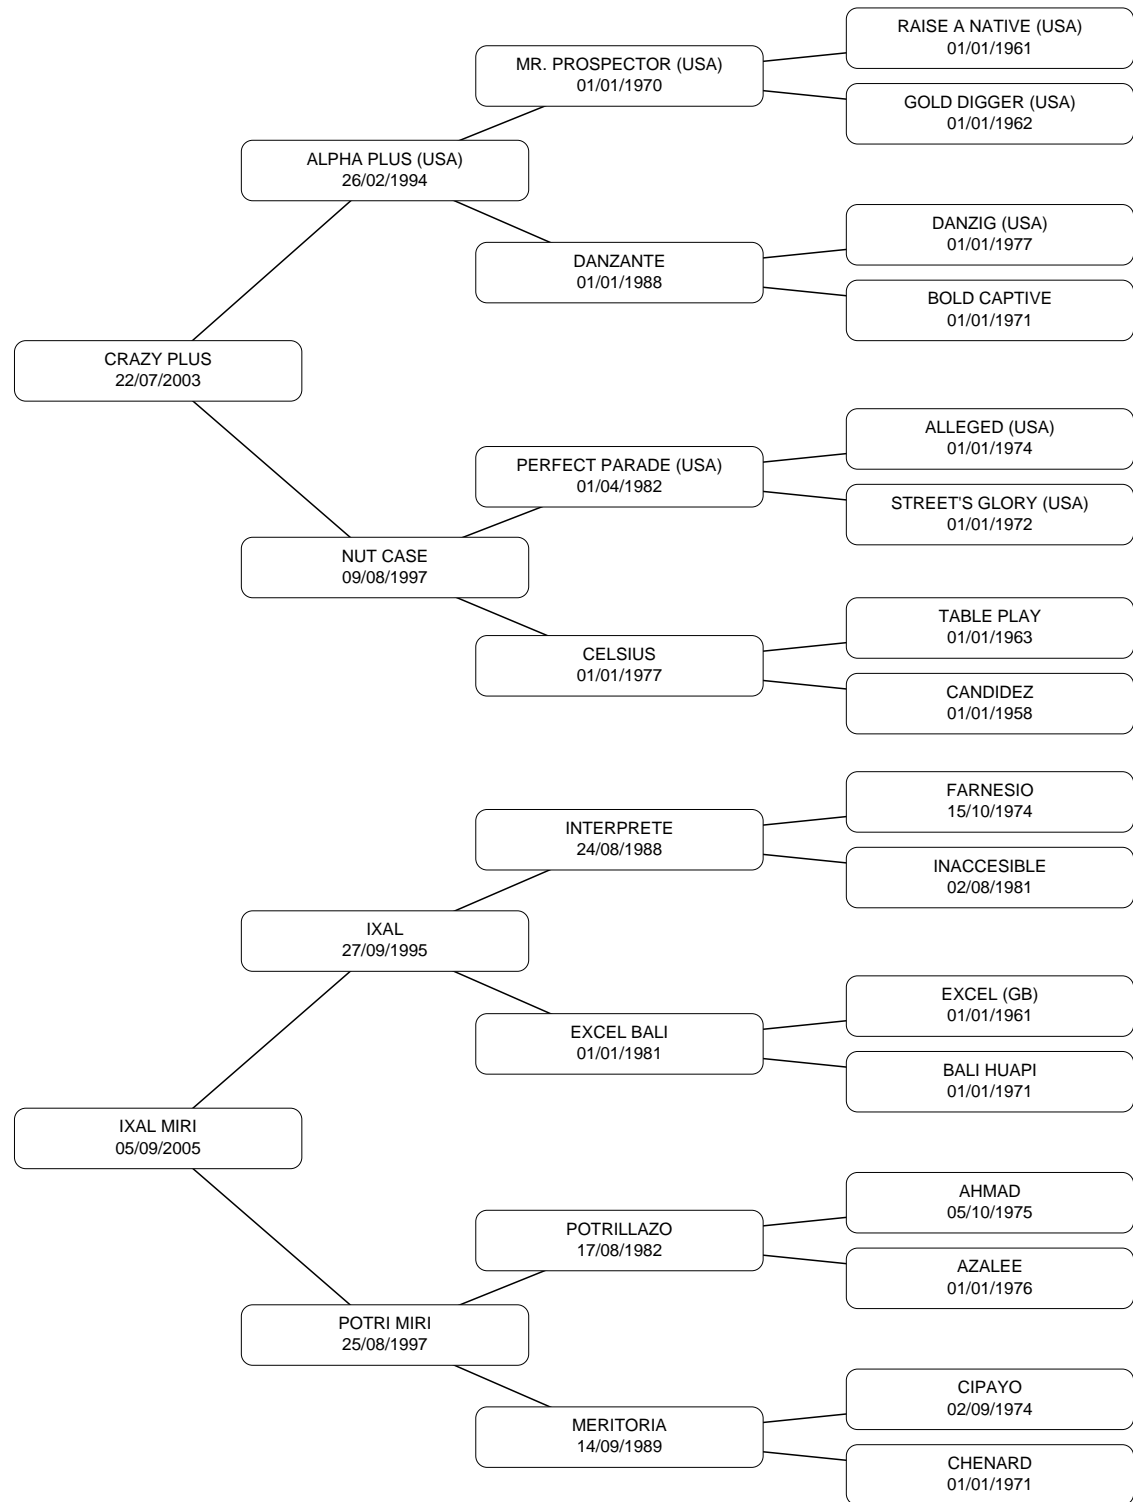 RAISE A NATIVE (USA)
01/01/1961
MR. PROSPECTOR (USA)
01/01/1970
GOLD DIGGER (USA)
01/01/1962
ALPHA PLUS (USA)
26/02/1994
DANZIG (USA)
01/01/1977
DANZANTE
01/01/1988
BOLD CAPTIVE
01/01/1971
CRAZY PLUS
22/07/2003
ALLEGED (USA)
01/01/1974
PERFECT PARADE (USA)
01/04/1982
STREET'S GLORY (USA)
01/01/1972
NUT CASE
09/08/1997
TABLE PLAY
01/01/1963
CELSIUS
01/01/1977
CANDIDEZ
01/01/1958
FARNESIO
15/10/1974
INTERPRETE
24/08/1988
INACCESIBLE
02/08/1981
IXAL
27/09/1995
EXCEL (GB)
01/01/1961
EXCEL BALI
01/01/1981
BALI HUAPI
01/01/1971
IXAL MIRI
05/09/2005
AHMAD
05/10/1975
POTRILLAZO
17/08/1982
AZALEE
01/01/1976
POTRI MIRI
25/08/1997
CIPAYO
02/09/1974
MERITORIA
14/09/1989
CHENARD
01/01/1971